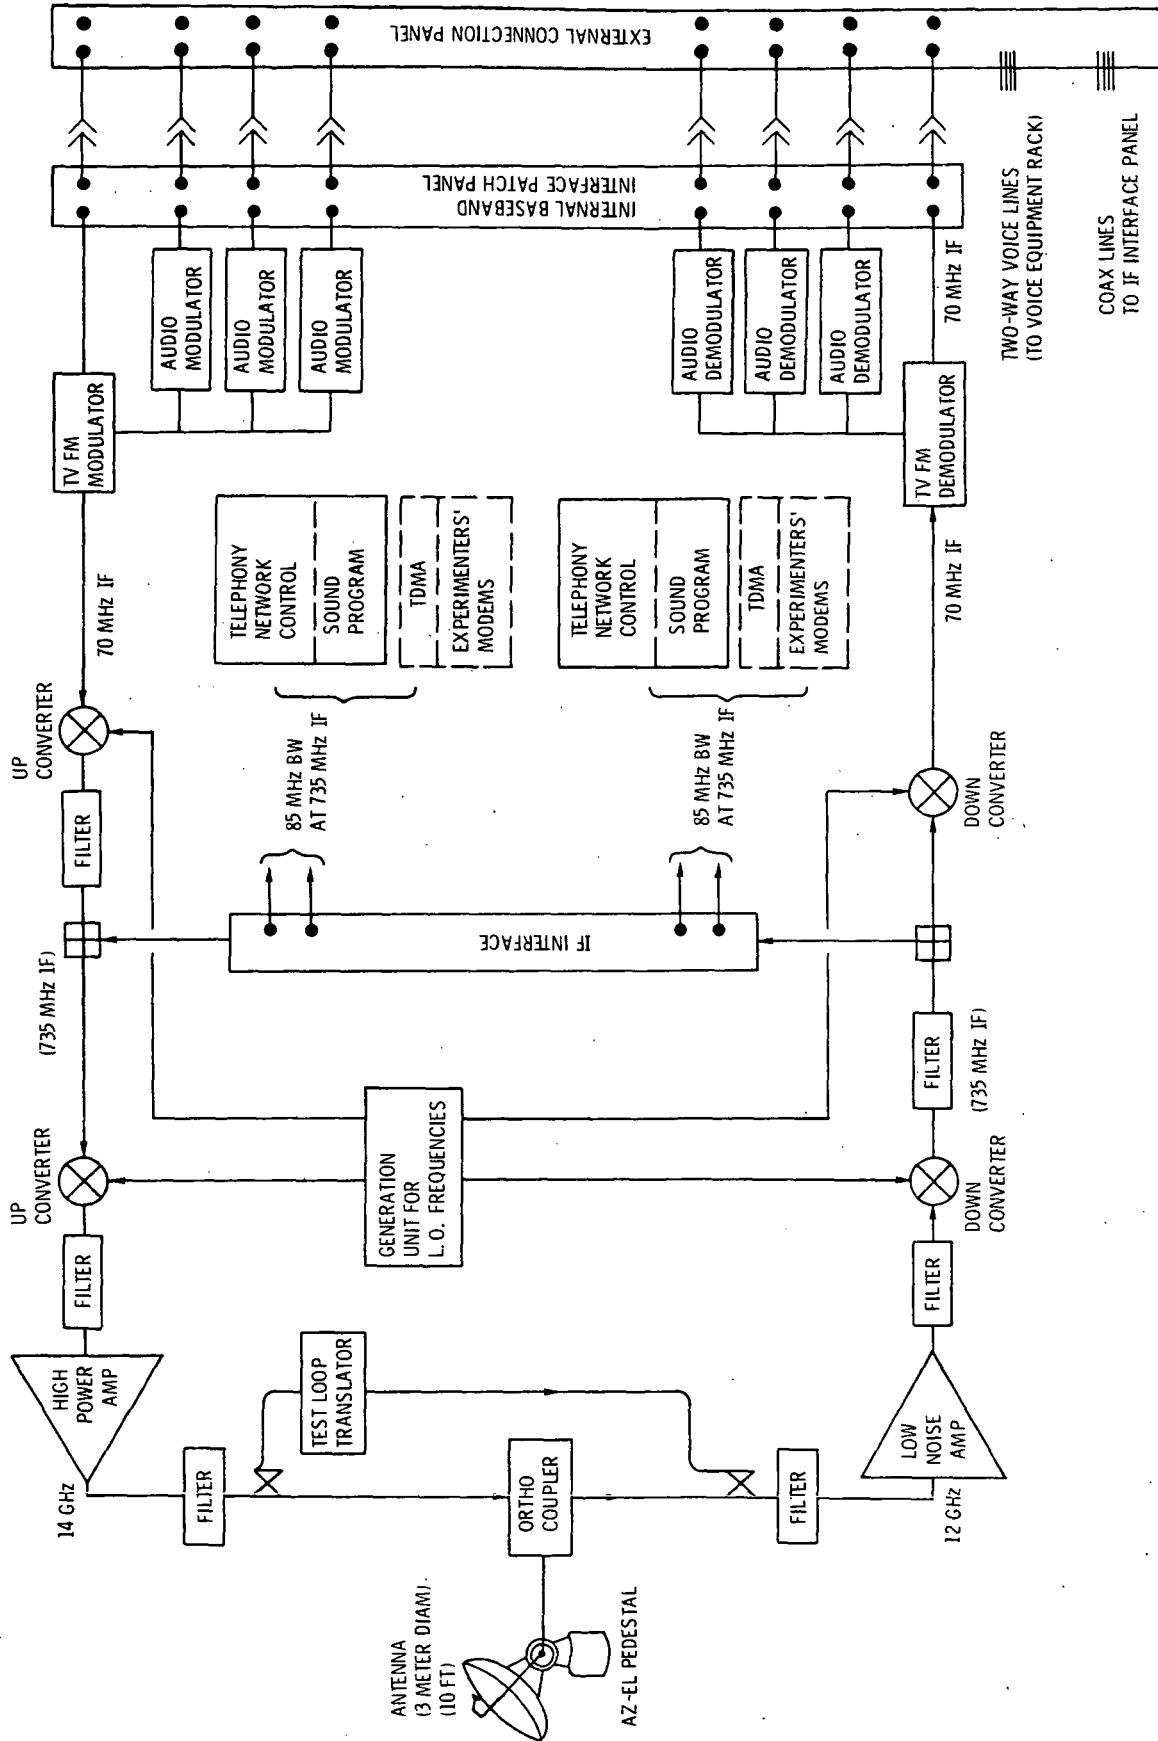 ANTENNA
(3 METER DIAM)
(10 FT)
AZ-EL PEDESTAL
ORTHO
COUPLER
14 GHz
FILTER
HIGH
POWER
AMP
FILTER
UP
CONVERTER
(735 MHz IF)
FILTER
UP
CONVERTER
70 MHz IF
TV FM
MODULATOR
AUDIO
MODULATOR
AUDIO
MODULATOR
AUDIO
MODULATOR
TEST LOOP
TRANSLATOR
GENERATION
UNIT FOR
L.O. FREQUENCIES
IF INTERFACE
85 MHz BW
AT 735 MHz IF
TELEPHONY
NETWORK
CONTROL
SOUND
PROGRAM
TDMA
EXPERIMENTERS'
MODEMS
85 MHz BW
AT 735 MHz IF
TELEPHONY
NETWORK
CONTROL
SOUND
PROGRAM
TDMA
EXPERIMENTERS'
MODEMS
INTERNAL BASEBAND
INTERFACE PATCH PANEL
EXTERNAL CONNECTION PANEL
AUDIO
DEMODULATOR
AUDIO
DEMODULATOR
AUDIO
DEMODULATOR
FILTER
12 GHz
LOW
NOISE
AMP
FILTER
DOWN
CONVERTER
FILTER
(735 MHz IF)
DOWN
CONVERTER
70 MHz IF
TV FM
DEMODULATOR
70 MHz IF
TWO-WAY VOICE LINES
(TO VOICE EQUIPMENT RACK)
COAX LINES
TO IF INTERFACE PANEL